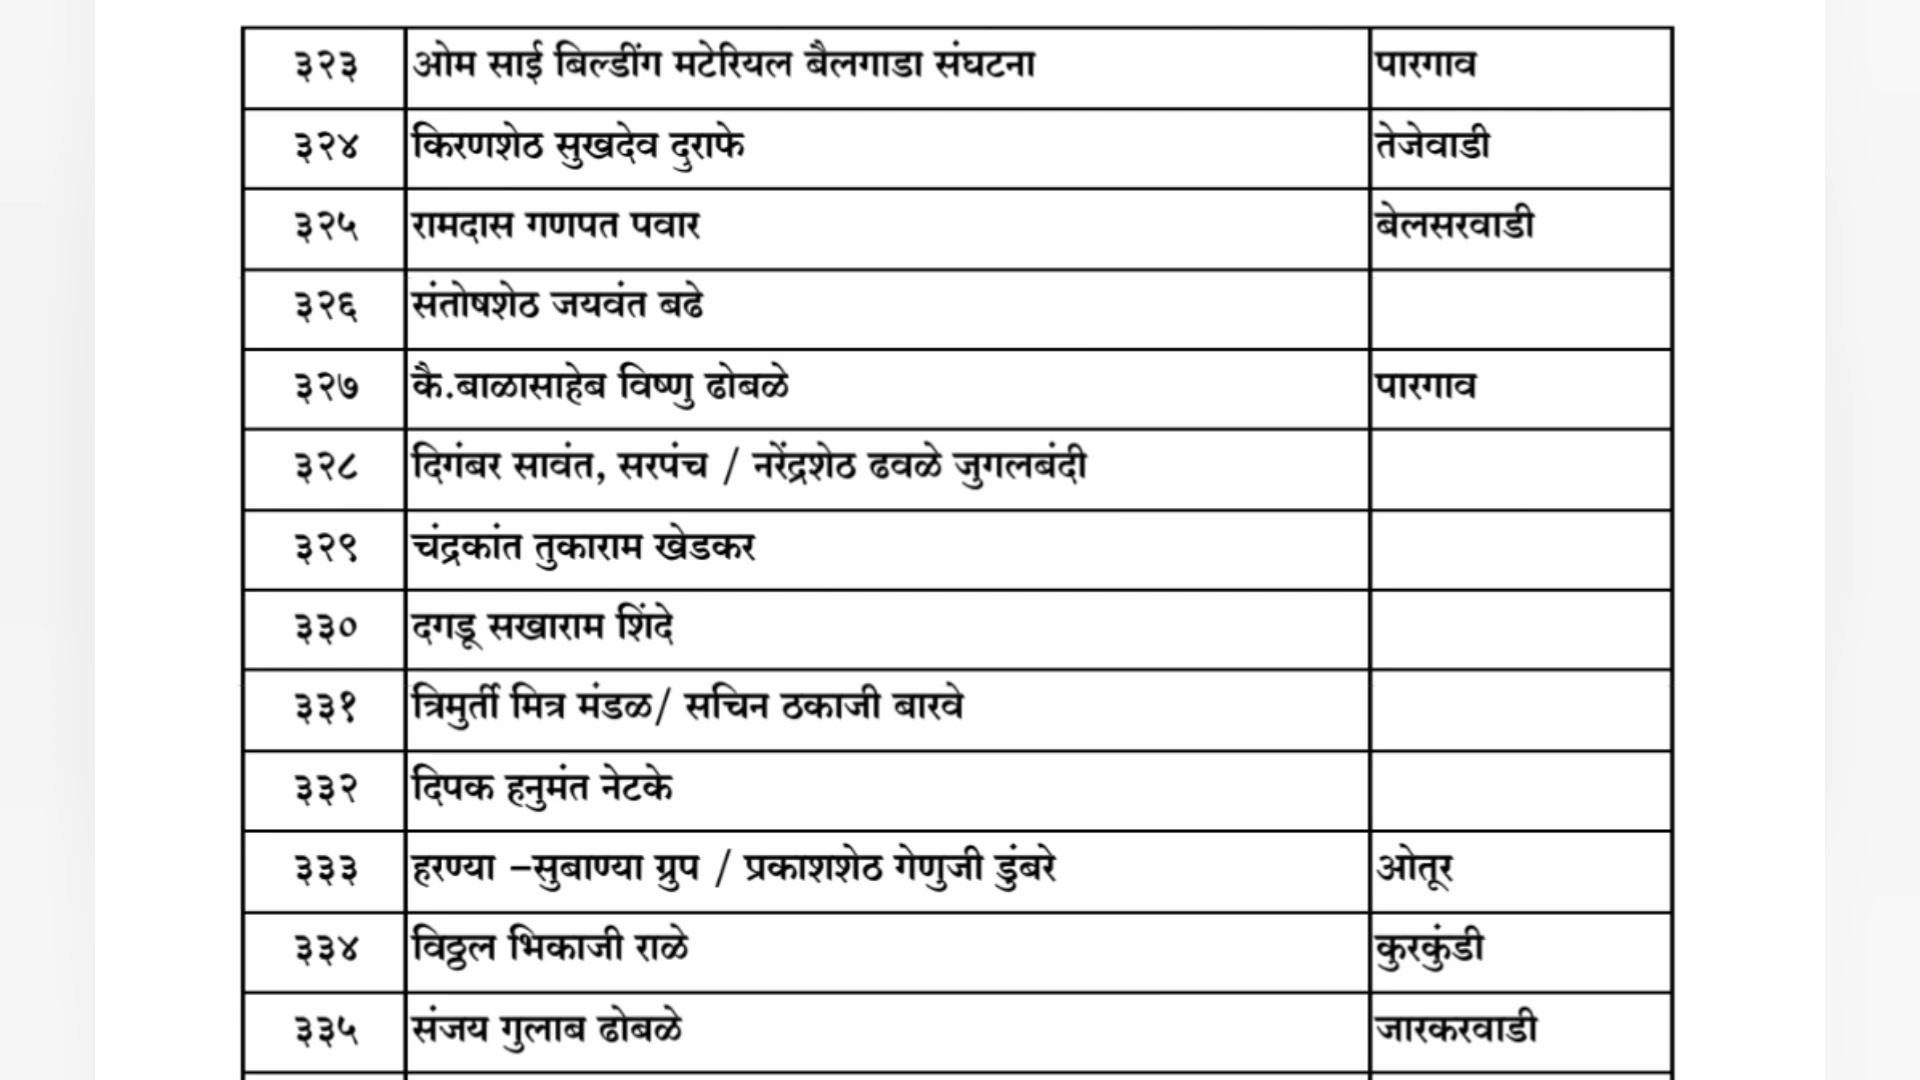 ३२३ ओम साई बिल्डींग मटेरियल बैलगाडा संघटना पारगाव
३२४ किरणशेठ सुखदेव दुराफे तेजेवाडी
३२५ रामदास गणपत पवार बेलसरवाडी
३२६ संतोषशेठ जयवंत बढे
३२७ कै.बाळासाहेब विष्णु ढोबळे पारगाव
३२८ दिगंबर सावंत, सरपंच / नरेंद्रशेठ ढवळे जुगलबंदी
३२९ चंद्रकांत तुकाराम खेडकर
३३० दगडू सखाराम शिंदे
३३१ त्रिमुर्ती मित्र मंडळ/ सचिन ठकाजी बारवे
३३२ दिपक हनुमंत नेटके
३३३ हरण्या –सुबाण्या ग्रुप / प्रकाशशेठ गेणुजी डुंबरे ओतूर
३३४ विठ्ठल भिकाजी राळे कुरकुंडी
३३५ संजय गुलाब ढोबळे जारकरवाडी